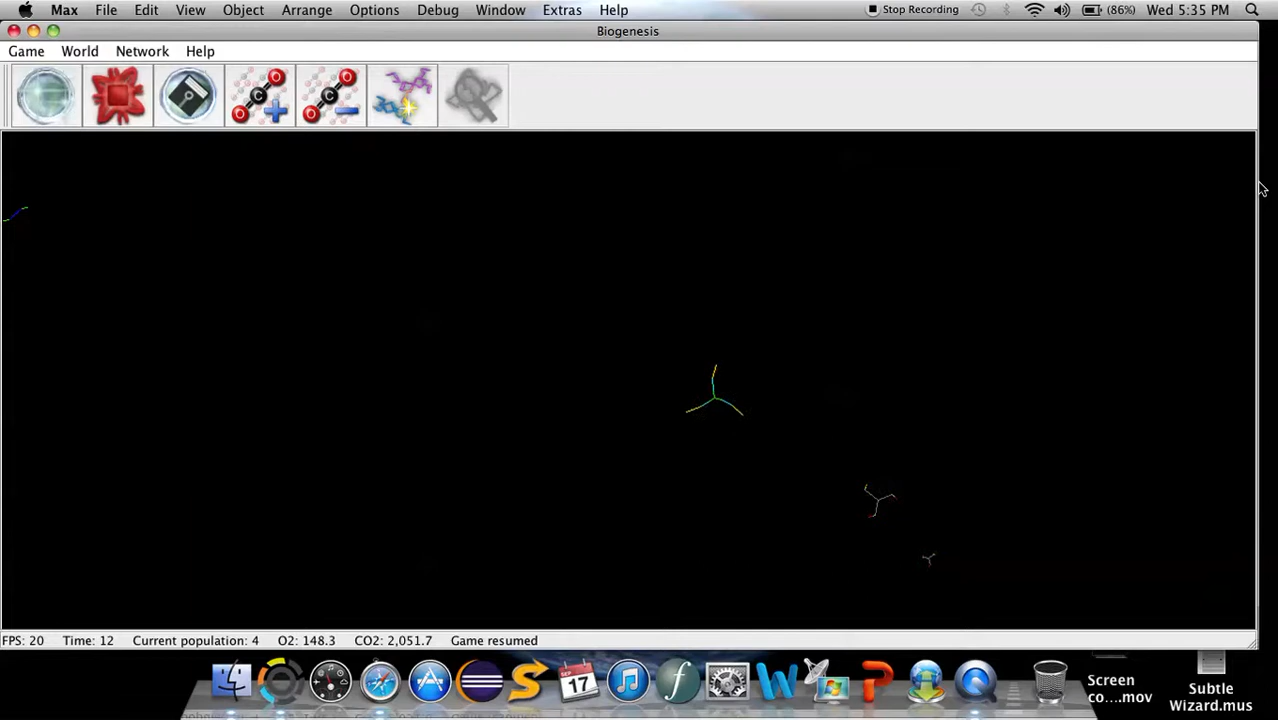 Max File Edit View Object Arrange Options Debug Window Extras Help Stop Recording (86%) Wed 5:35 PM
Biogenesis
Game World Network Help
O C O O C O
FPS: 20 Time: 12 Current population: 4 O2: 148.3 CO2: 2,051.7 Game resumed
SEP
17
W P
Screen
co....mov
Subtle
Wizard.mus